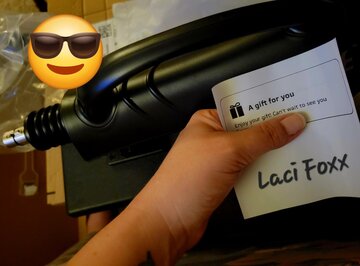 A gift for you
Enjoy your gift! Can't wait to see you
Laci Foxx